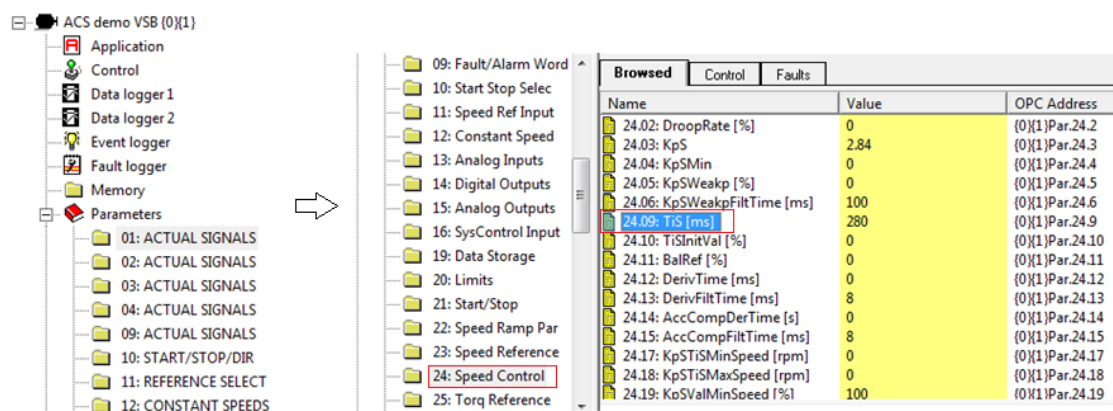 ACS demo VSB {0}{1}
Application
Control
Data logger 1
Data logger 2
Event logger
Fault logger
Memory
Parameters
01: ACTUAL SIGNALS
02: ACTUAL SIGNALS
03: ACTUAL SIGNALS
04: ACTUAL SIGNALS
09: ACTUAL SIGNALS
10: START/STOP/DIR
11: REFERENCE SELECT
12: CONSTANT SPEEDS
09: Fault/Alarm Word
10: Start Stop Selec
11: Speed Ref Input
12: Constant Speed
13: Analog Inputs
14: Digital Outputs
15: Analog Outputs
16: SysControl Input
19: Data Storage
20: Limits
21: Start/Stop
22: Speed Ramp Par
23: Speed Reference
24: Speed Control
25: Torq Reference
Browsed Control Faults
Name Value OPC Address
24.02: DroopRate [%] 0 {0}{1}Par.24.2
24.03: KpS 2.84 {0}{1}Par.24.3
24.04: KpSMin 0 {0}{1}Par.24.4
24.05: KpSWeakp [%] 0 {0}{1}Par.24.5
24.06: KpSWeakpFiltTime [ms] 100 {0}{1}Par.24.6
24.09: TiS [ms] 280 {0}{1}Par.24.9
24.10: TiSInitVal [%] 0 {0}{1}Par.24.10
24.11: BalRef [%] 0 {0}{1}Par.24.11
24.12: DerivTime [ms] 0 {0}{1}Par.24.12
24.13: DerivFiltTime [ms] 8 {0}{1}Par.24.13
24.14: AccCompDerTime [s] 0 {0}{1}Par.24.14
24.15: AccCompFiltTime [ms] 8 {0}{1}Par.24.15
24.17: KpSTiSMinSpeed [rpm] 0 {0}{1}Par.24.17
24.18: KpSTiSMaxSpeed [rpm] 0 {0}{1}Par.24.18
24.19: KpSValMinSpeed [%] 100 {0}{1}Par.24.19